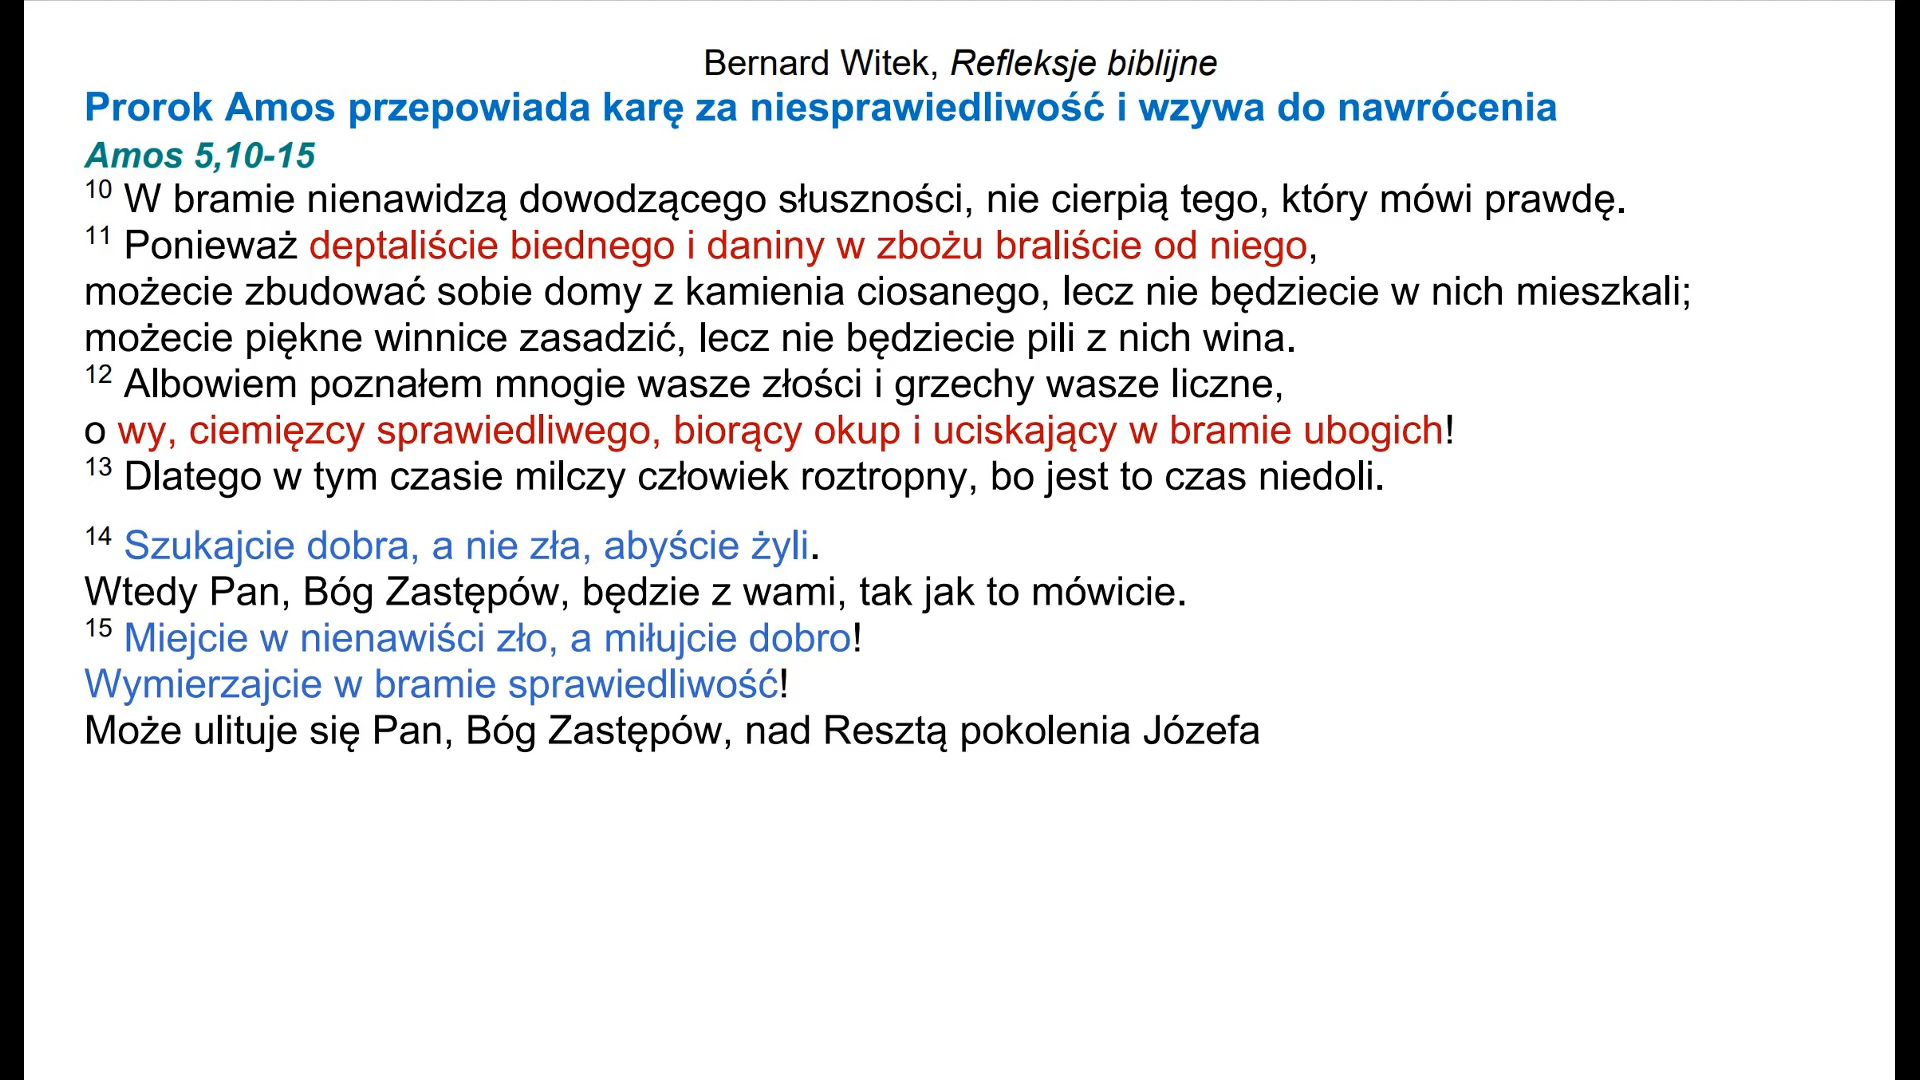 Bernard Witek, Refleksje biblijne
Prorok Amos przepowiada karę za niesprawiedliwość i wzywa do nawrócenia
Amos 5,10-15
10 W bramie nienawidzą dowodzącego słuszności, nie cierpią tego, który mówi prawdę.
11 Ponieważ deptaliście biednego i daniny w zbożu braliście od niego,
możecie zbudować sobie domy z kamienia ciosanego, lecz nie będziecie w nich mieszkali;
możecie piękne winnice zasadzić, lecz nie będziecie pili z nich wina.
12 Albowiem poznałem mnogie wasze złości i grzechy wasze liczne,
o wy, ciemięzcy sprawiedliwego, biorący okup i uciskający w bramie ubogich!
13 Dlatego w tym czasie milczy człowiek roztropny, bo jest to czas niedoli.
14 Szukajcie dobra, a nie zła, abyście żyli.
Wtedy Pan, Bóg Zastępów, będzie z wami, tak jak to mówicie.
15 Miejcie w nienawiści zło, a miłujcie dobro!
Wymierzajcie w bramie sprawiedliwość!
Może ulituje się Pan, Bóg Zastępów, nad Resztą pokolenia Józefa